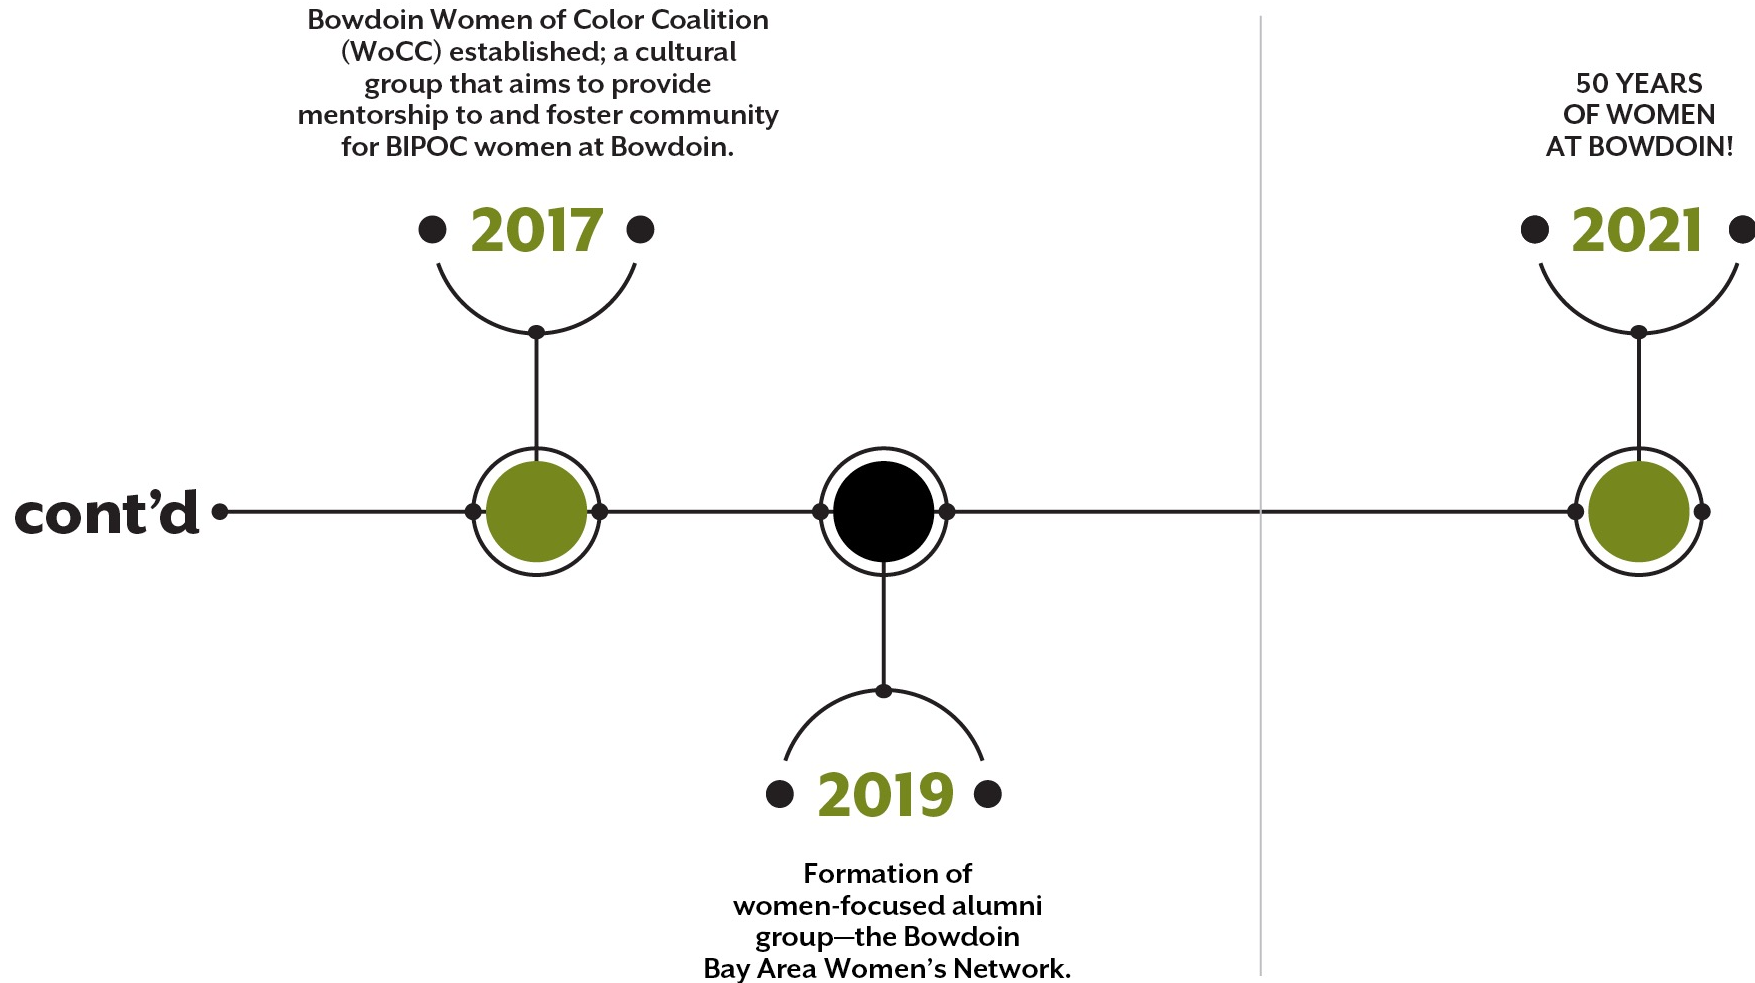 Bowdoin Women of Color Coalition
(WoCC) established; a cultural
group that aims to provide
mentorship to and foster community
for BIPOC women at Bowdoin.
2017
50 YEARS
OF WOMEN
AT BOWDOIN!
2021
cont’d
2019
Formation of
women-focused alumni
group—the Bowdoin
Bay Area Women’s Network.